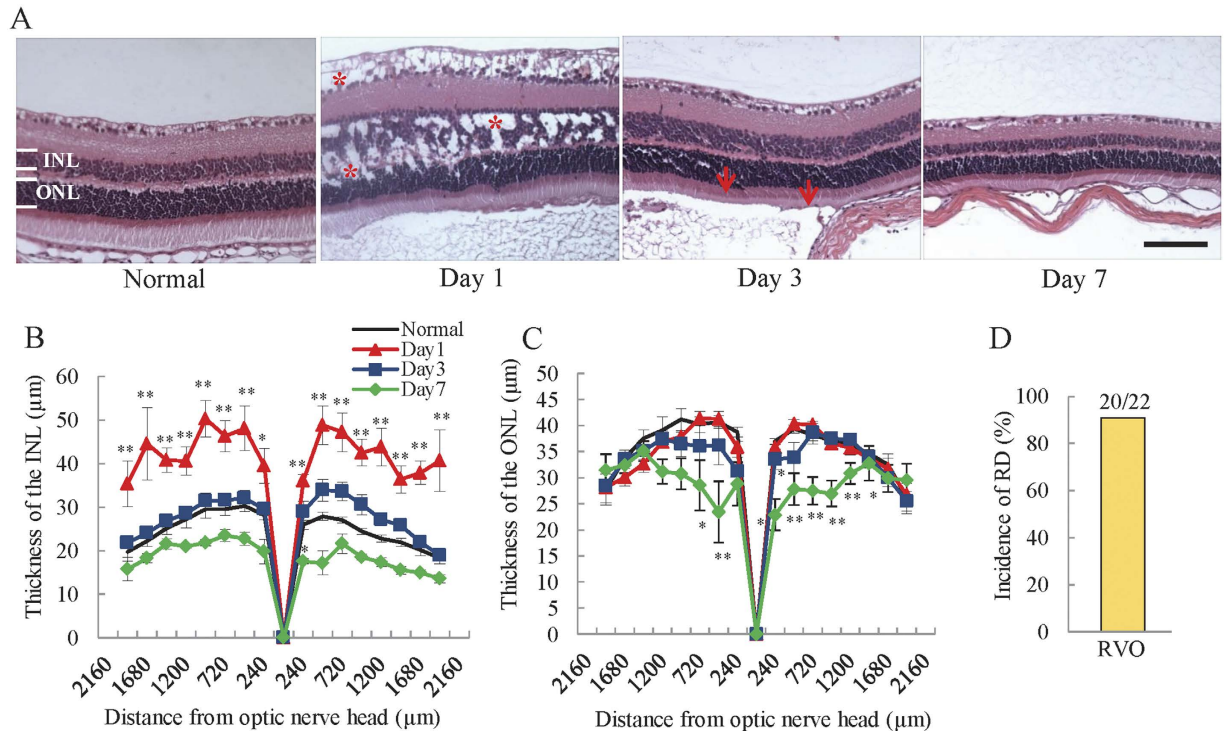 A
INL
ONL
*
*
*
Normal
Day 1
Day 3
Day 7
B
Normal
Day1
Day3
Day7
Thickness of the INL (µm)
60
50
40
30
20
10
0
** ** ** ** ** ** ** * ** ** ** ** ** ** ** **
*
2160 1680 1200 720 240 240 720 1200 1680 2160
Distance from optic nerve head (µm)
C
Thickness of the ONL (µm)
50
45
40
35
30
25
20
15
10
5
0
* ** * * ** ** ** ** *
2160 1680 1200 720 240 240 720 1200 1680 2160
Distance from optic nerve head (µm)
D
20/22
Incidence of RD (%)
100
80
60
40
20
0
RVO